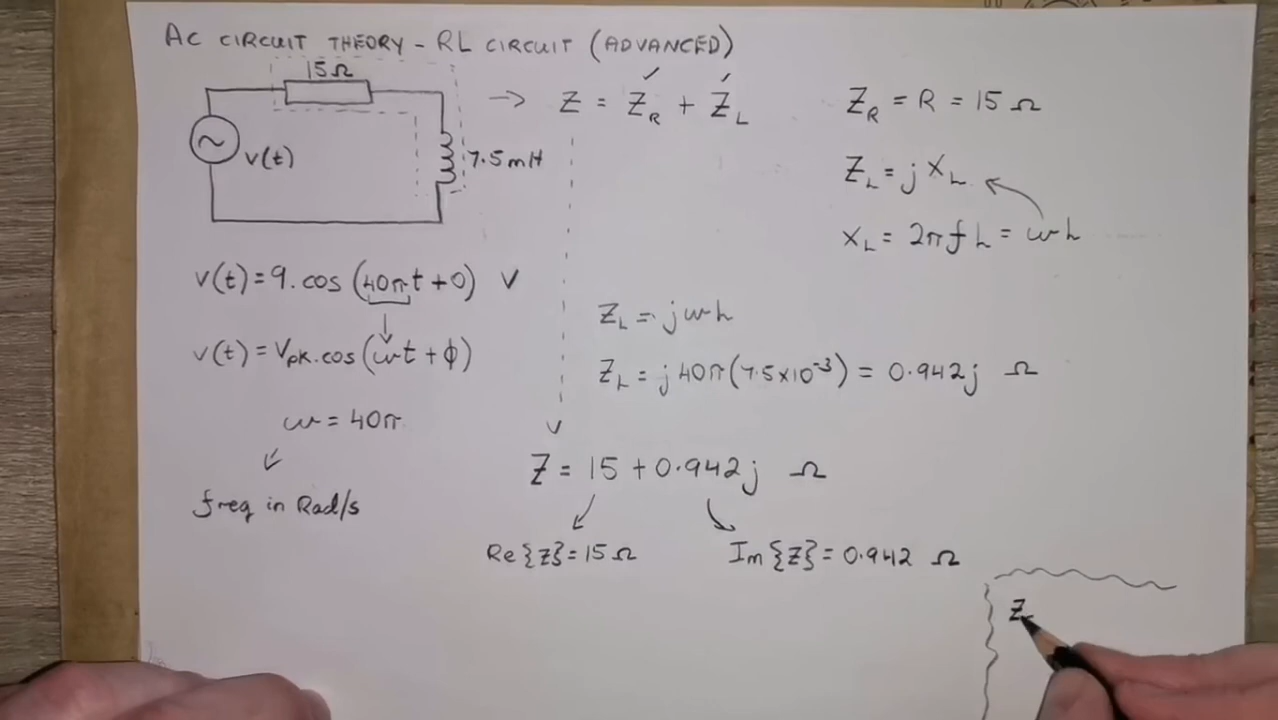 AC CIRCUIT THEORY - RL CIRCUIT (ADVANCED)
15Ω
v(t)
7.5mH
→ Z = Z_R + Z_L
Z_R = R = 15 Ω
Z_L = j X_L
X_L = 2πfL = ωL
v(t) = 9.cos(40πt + 0) V
v(t) = Vpk.cos(ωt + ϕ)
ω = 40π
freq in Rad/s
Z_L = jωL
Z_L = j40π(7.5×10⁻³) = 0.942j Ω
Z = 15 + 0.942j Ω
Re{Z} = 15 Ω
Im{Z} = 0.942 Ω
Z